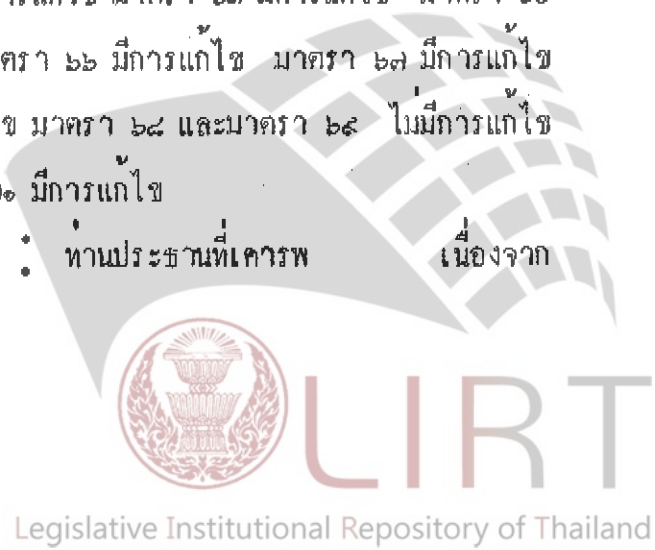 ตรา ๖๖ มีการแก้ไข มาตรา ๖๗ มีการแก้ไข
ข มาตรา ๖๘ และมาตรา ๖๙ ไม่มีการแก้ไข
๑ มีการแก้ไข
: ท่านประธานที่เคารพ เนื่องจาก
LIRT
Legislative Institutional Repository of Thailand